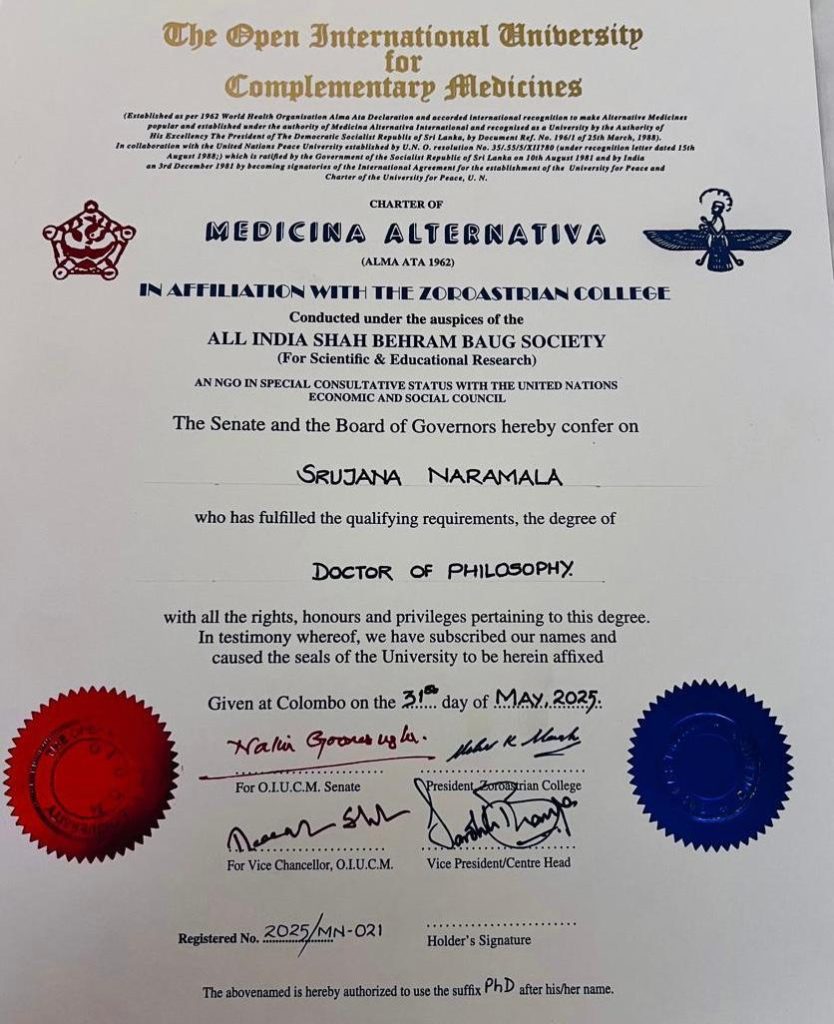 The Open International University
for
Complementary Medicines
(Established as per 1962 World Health Organisation Alma Ata Declaration and accorded international recognition to make Alternative Medicines
popular and established under the authority of Medicina Alternativa International and recognised as a University by the Authority of
His Excellency The President of The Democratic Socialist Republic of Sri Lanka, by Document Ref. No. 196/1 of 25th March, 1988).
In collaboration with the United Nations Peace University established by U.N. O. resolution No. 35/.55/5/XII780 (under recognition letter dated 15th
August 1988;) which is ratified by the Government of the Socialist Republic of Sri Lanka on 10th August 1981 and by India
an 3rd December 1981 by becoming signatories of the International Agreement for the establishment of the University for Peace and
Charter of the University for Peace, U. N.
CHARTER OF
MEDICINA ALTERNATIVA
(ALMA ATA 1962)
IN AFFILIATION WITH THE ZOROASTRIAN COLLEGE
Conducted under the auspices of the
ALL INDIA SHAH BEHRAM BAUG SOCIETY
(For Scientific & Educational Research)
AN NGO IN SPECIAL CONSULTATIVE STATUS WITH THE UNITED NATIONS
ECONOMIC AND SOCIAL COUNCIL
The Senate and the Board of Governors hereby confer on
SRUJANA NARAMALA
who has fulfilled the qualifying requirements, the degree of
DOCTOR OF PHILOSOPHY.
with all the rights, honours and privileges pertaining to this degree.
In testimony whereof, we have subscribed our names and
caused the seals of the University to be herein affixed
Given at Colombo on the 31st day of MAY, 2025.
For O.I.U.C.M. Senate
President, Zoroastrian College
For Vice Chancellor, O.I.U.C.M.
Vice President/Centre Head
Registered No. 2025/MN-021
Holder's Signature
The abovenamed is hereby authorized to use the suffix PhD after his/her name.